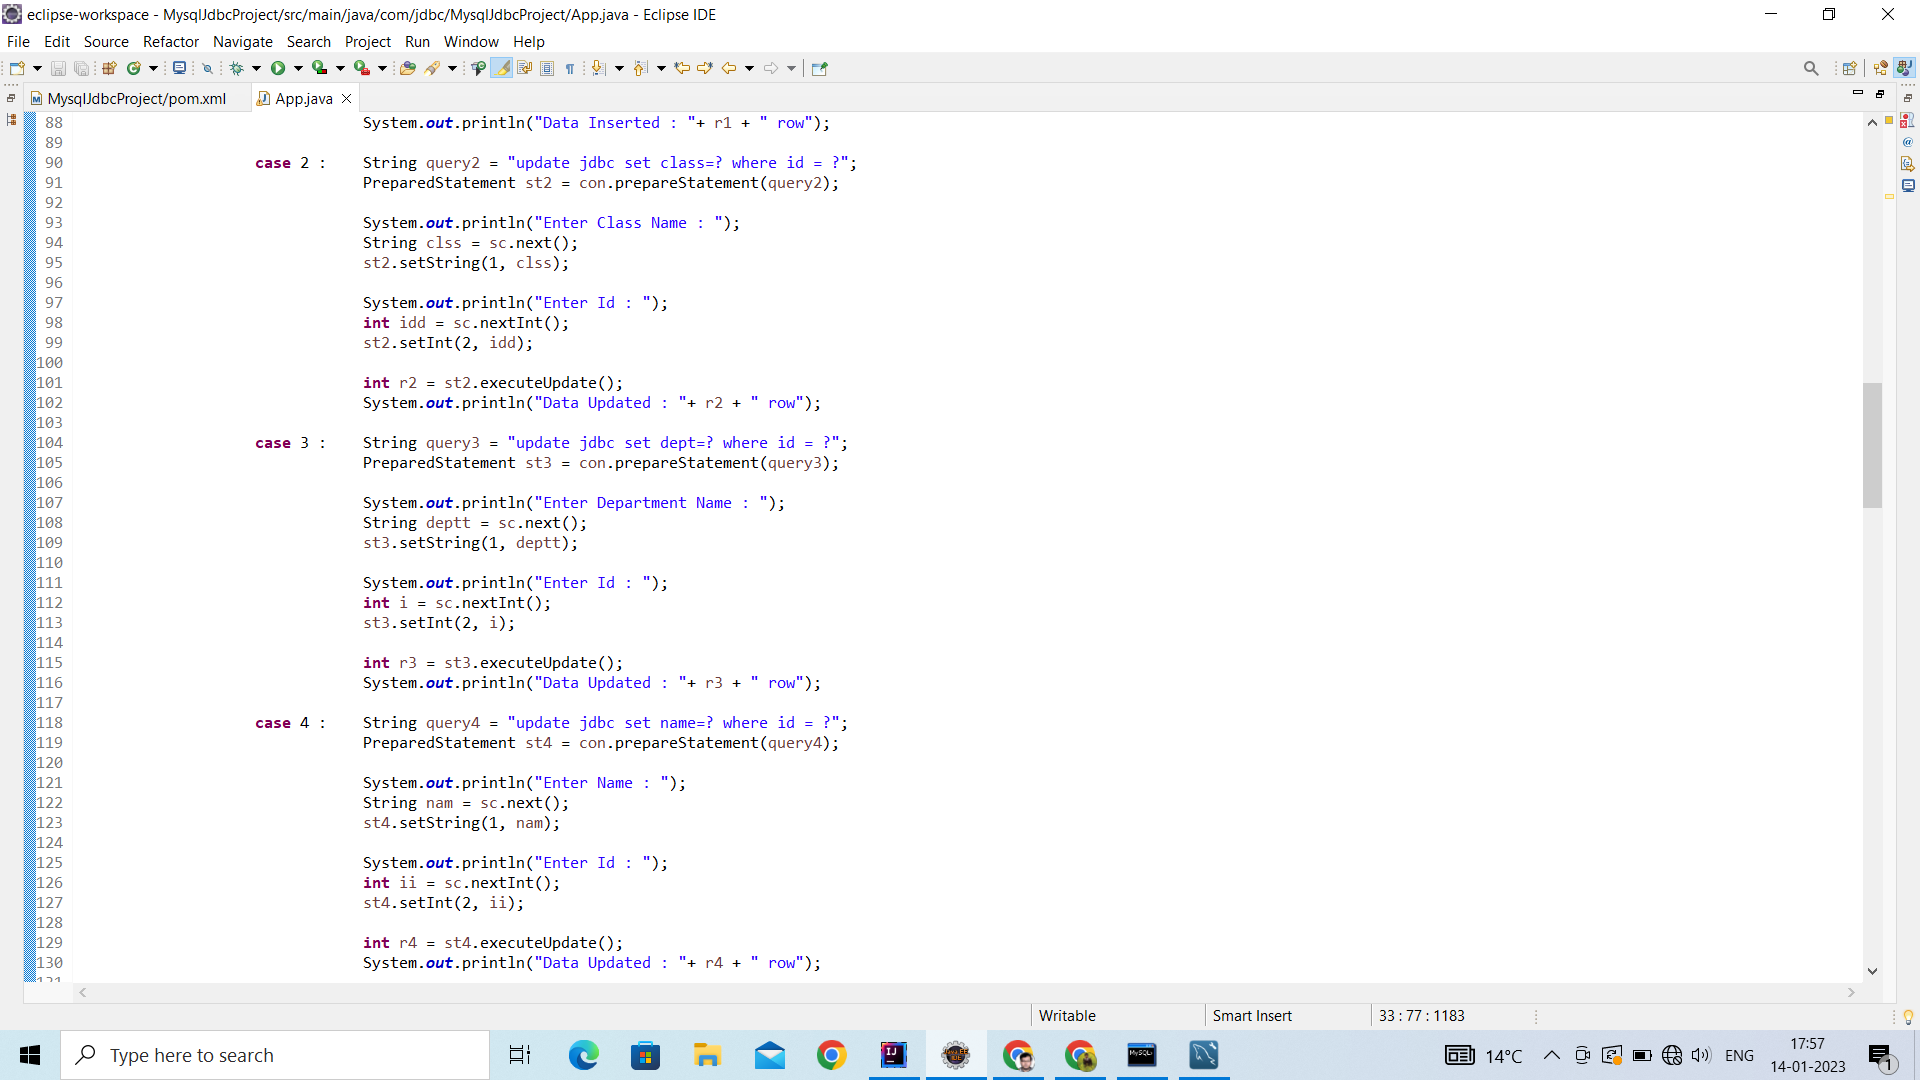 eclipse-workspace - MysqlJdbcProject/src/main/java/com/jdbc/MysqlJdbcProject/App.java - Eclipse IDE
File Edit Source Refactor Navigate Search Project Run Window Help
MysqlJdbcProject/pom.xml App.java
88 System.out.println("Data Inserted : "+ r1 + " row");
89
90 case 2 : String query2 = "update jdbc set class=? where id = ?";
91 PreparedStatement st2 = con.prepareStatement(query2);
92
93 System.out.println("Enter Class Name : ");
94 String clss = sc.next();
95 st2.setString(1, clss);
96
97 System.out.println("Enter Id : ");
98 int idd = sc.nextInt();
99 st2.setInt(2, idd);
100
101 int r2 = st2.executeUpdate();
102 System.out.println("Data Updated : "+ r2 + " row");
103
104 case 3 : String query3 = "update jdbc set dept=? where id = ?";
105 PreparedStatement st3 = con.prepareStatement(query3);
106
107 System.out.println("Enter Department Name : ");
108 String deptt = sc.next();
109 st3.setString(1, deptt);
110
111 System.out.println("Enter Id : ");
112 int i = sc.nextInt();
113 st3.setInt(2, i);
114
115 int r3 = st3.executeUpdate();
116 System.out.println("Data Updated : "+ r3 + " row");
117
118 case 4 : String query4 = "update jdbc set name=? where id = ?";
119 PreparedStatement st4 = con.prepareStatement(query4);
120
121 System.out.println("Enter Name : ");
122 String nam = sc.next();
123 st4.setString(1, nam);
124
125 System.out.println("Enter Id : ");
126 int ii = sc.nextInt();
127 st4.setInt(2, ii);
128
129 int r4 = st4.executeUpdate();
130 System.out.println("Data Updated : "+ r4 + " row");
Writable Smart Insert 33 : 77 : 1183
Type here to search 14°C ENG 17:57
14-01-2023 1